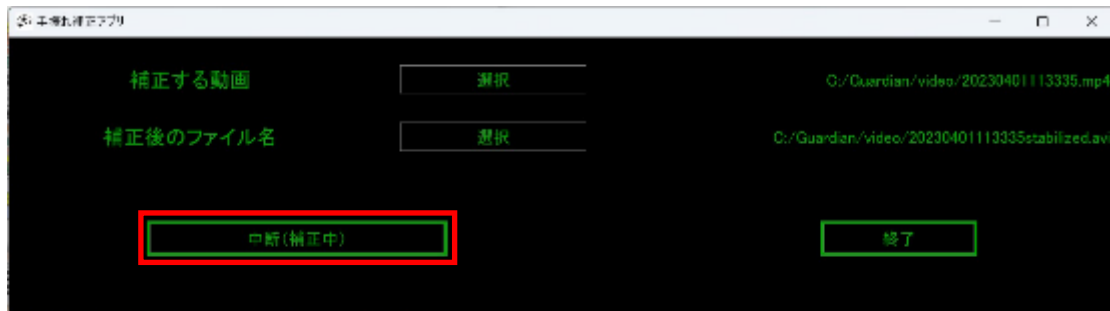 手振れ補正アプリ
補正する動画 選択 C:/Guardian/video/20230401113335.mp4
補正後のファイル名 選択 C:/Guardian/video/20230401113335stabilized.avi
中断(補正中) 終了